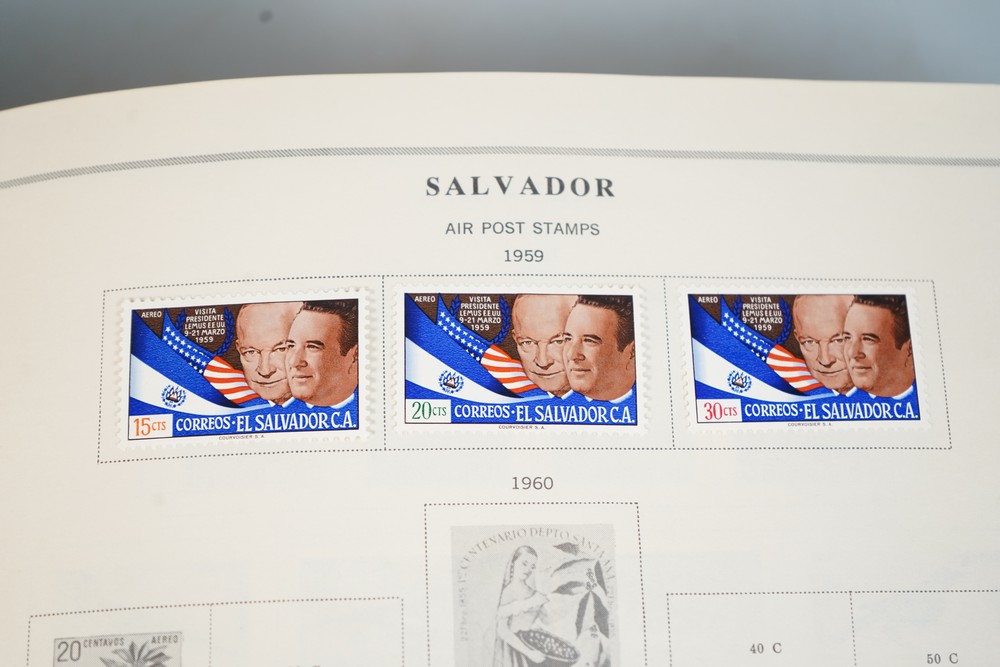 SALVADOR
AIR POST STAMPS
1959
AEREO
VISITA
PRESIDENTE
LEMUS EE.UU.
9-21 MARZO
1959
15 CTS
CORREOS · EL SALVADOR C.A.
COURVOISIER S.A.
AEREO
VISITA
PRESIDENTE
LEMUS EE.UU.
9-21 MARZO
1959
20 CTS
CORREOS · EL SALVADOR C.A.
COURVOISIER S.A.
AEREO
VISITA
PRESIDENTE
LEMUS EE.UU.
9-21 MARZO
1959
30 CTS
CORREOS · EL SALVADOR C.A.
COURVOISIER S.A.
1960
CENTENARIO DEPTO SANTA
20 CENTAVOS AEREO
40 C
50 C